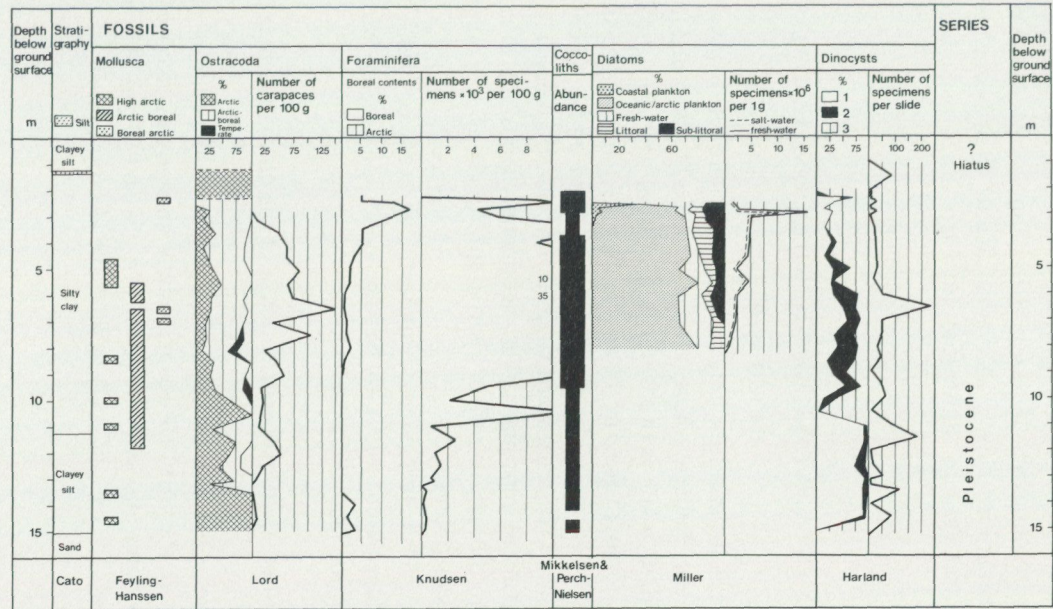 Depth
below
ground
surface
m
Strati-
graphy
Silt
FOSSILS
Mollusca
High arctic
Arctic boreal
Boreal arctic
Ostracoda
%
Arctic
Arctic-
boreal
Tempe-
rate
Number of
carapaces
per 100 g
Foraminifera
Boreal contents
%
Boreal
Arctic
Number of speci-
mens ×10³ per 100 g
Cocco-
liths
Abun-
dance
Diatoms
%
Coastal plankton
Oceanic/arctic plankton
Fresh-water
Littoral
Sub-littoral
Number of
specimens×10⁶
per 1g
salt-water
fresh-water
Dinocysts
%
1
2
3
Number of
specimens
per slide
SERIES
Depth
below
ground
surface
m
25 75
25 75 125
5 10 15
2 4 6 8
20 60
5 10 15
25 75
100 200
Clayey
silt
Silty
clay
Clayey
silt
Sand
5
10
15
10
35
?
Hiatus
Pleistocene
5
10
15
Cato
Feyling-
Hanssen
Lord
Knudsen
Mikkelsen&
Perch-
Nielsen
Miller
Harland